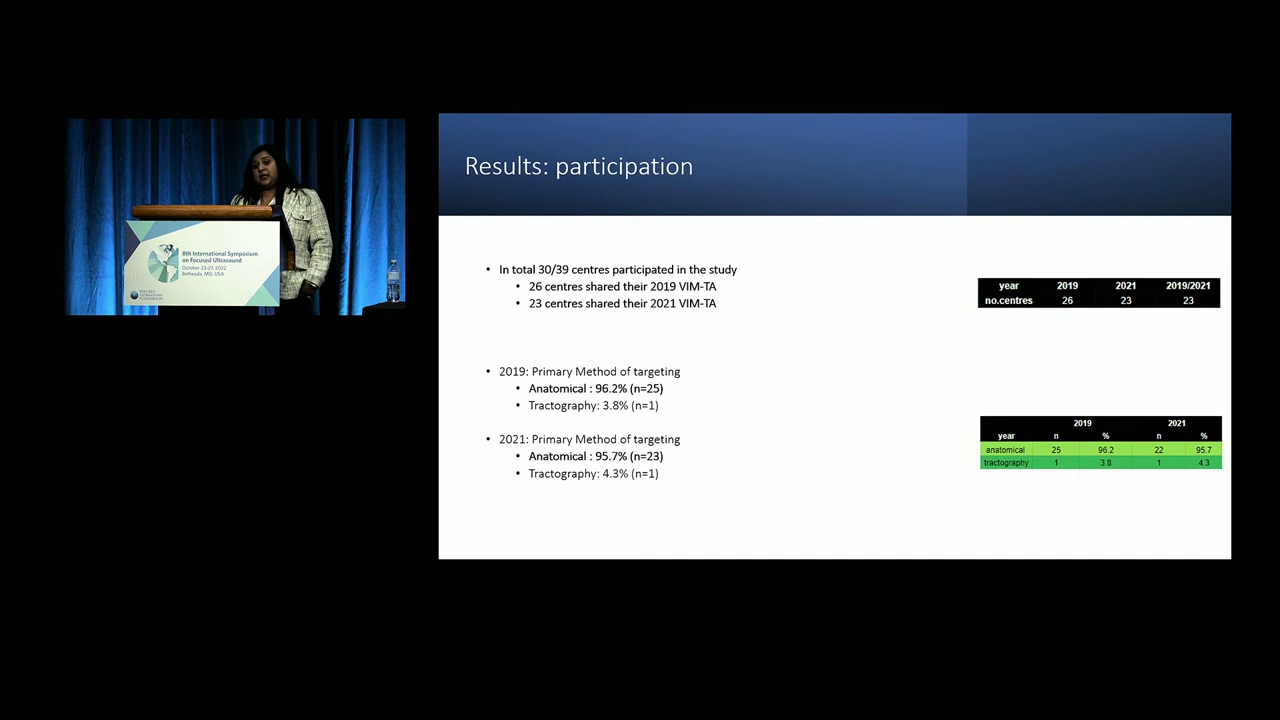 8th International Symposium
on Focused Ultrasound
October 23-27, 2022
Bethesda, MD, USA
FOCUSED
ULTRASOUND
FOUNDATION
Results: participation
• In total 30/39 centres participated in the study
• 26 centres shared their 2019 VIM-TA
• 23 centres shared their 2021 VIM-TA
year 2019 2021 2019/2021
no.centres 26 23 23
• 2019: Primary Method of targeting
• Anatomical : 96.2% (n=25)
• Tractography: 3.8% (n=1)
• 2021: Primary Method of targeting
• Anatomical : 95.7% (n=23)
• Tractography: 4.3% (n=1)
2019 2021
year n % n %
anatomical 25 96.2 22 95.7
tractography 1 3.8 1 4.3